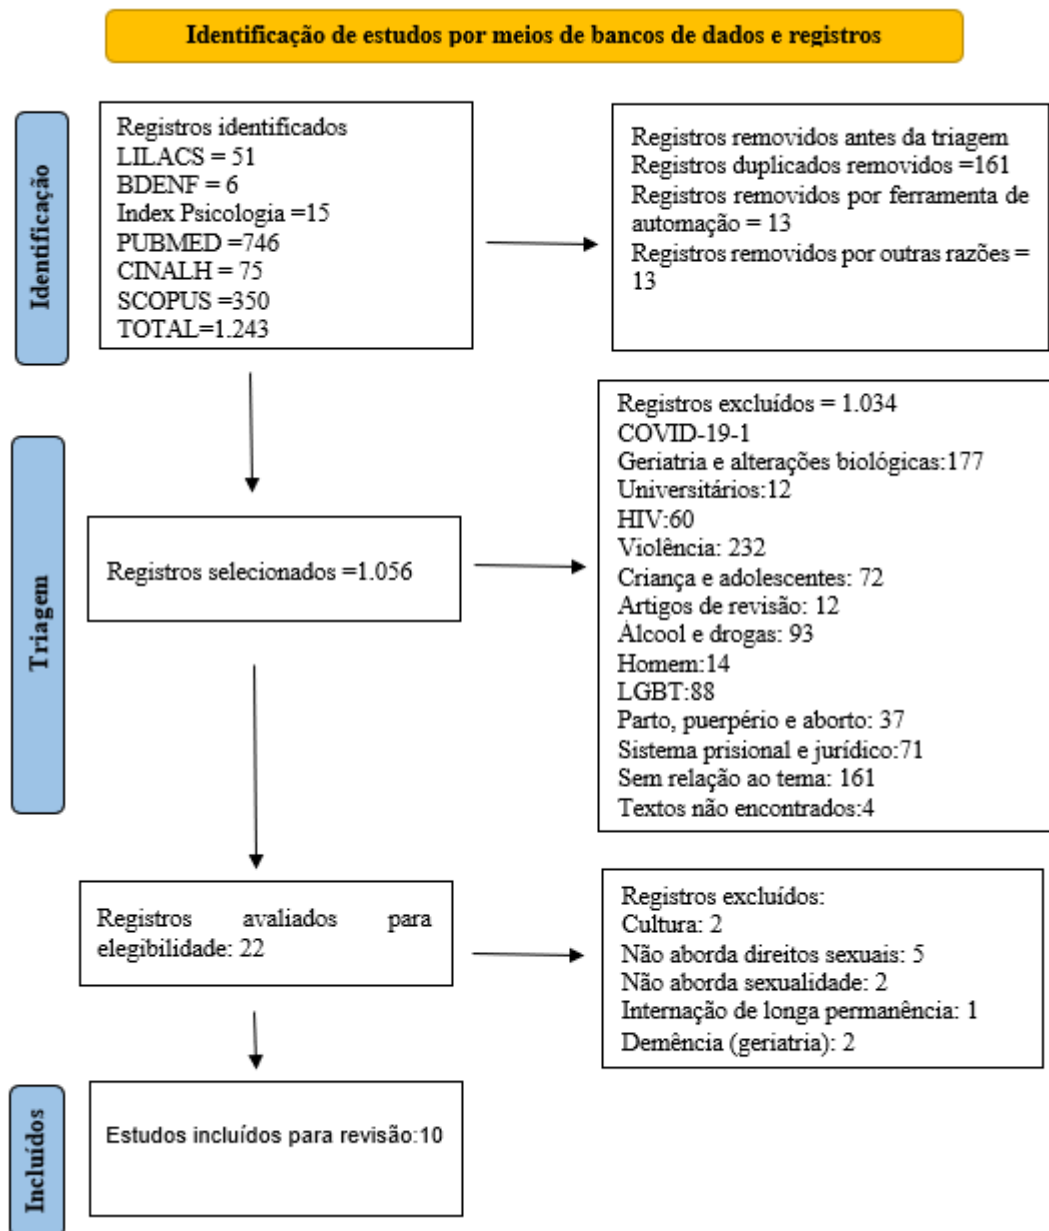 Identificação de estudos por meios de bancos de dados e registros
Identificação
Registros identificados
LILACS = 51
BDENF = 6
Index Psicologia =15
PUBMED =746
CINALH = 75
SCOPUS =350
TOTAL=1.243
Registros removidos antes da triagem
Registros duplicados removidos =161
Registros removidos por ferramenta de
automação = 13
Registros removidos por outras razões =
13
Triagem
Registros selecionados =1.056
Registros excluídos = 1.034
COVID-19-1
Geriatria e alterações biológicas:177
Universitários:12
HIV:60
Violência: 232
Criança e adolescentes: 72
Artigos de revisão: 12
Álcool e drogas: 93
Homem:14
LGBT:88
Parto, puerpério e aborto: 37
Sistema prisional e jurídico:71
Sem relação ao tema: 161
Textos não encontrados:4
Registros avaliados para
elegibilidade: 22
Registros excluídos:
Cultura: 2
Não aborda direitos sexuais: 5
Não aborda sexualidade: 2
Internação de longa permanência: 1
Demência (geriatria): 2
Incluídos
Estudos incluídos para revisão:10